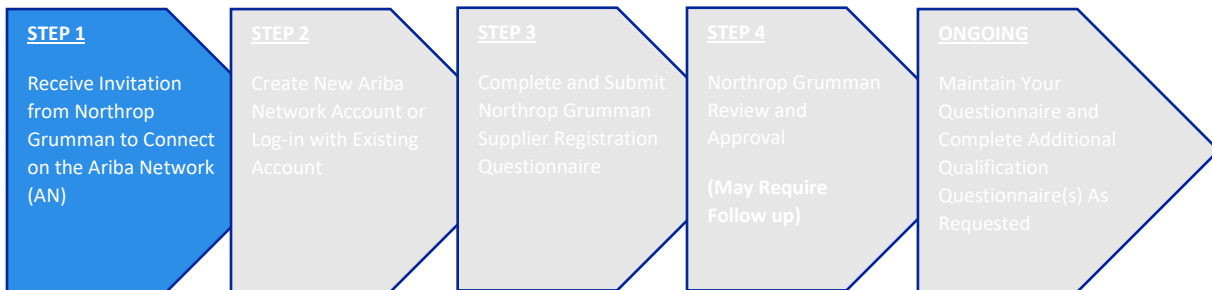 STEP 1
Receive Invitation
from Northrop
Grumman to Connect
on the Ariba Network
(AN)
STEP 2
Create New Ariba
Network Account or
Log-in with Existing
Account
STEP 3
Complete and Submit
Northrop Grumman
Supplier Registration
Questionnaire
STEP 4
Northrop Grumman
Review and
Approval
(May Require
Follow up)
ONGOING
Maintain Your
Questionnaire and
Complete Additional
Qualification
Questionnaire(s) As
Requested